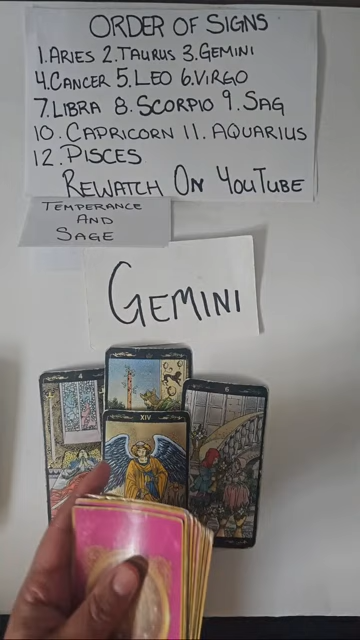 ORDER OF SIGNS
1.ARIES 2.TAURUS 3.GEMINI
4.CANCER 5.LEO 6.VIRGO
7.LIBRA 8.SCORPIO 9.SAG
10.CAPRICORN 11.AQUARIUS
12.PISCES
REWATCH ON YOUTUBE
TEMPERANCE
AND
SAGE
GEMINI
4
6
XIV